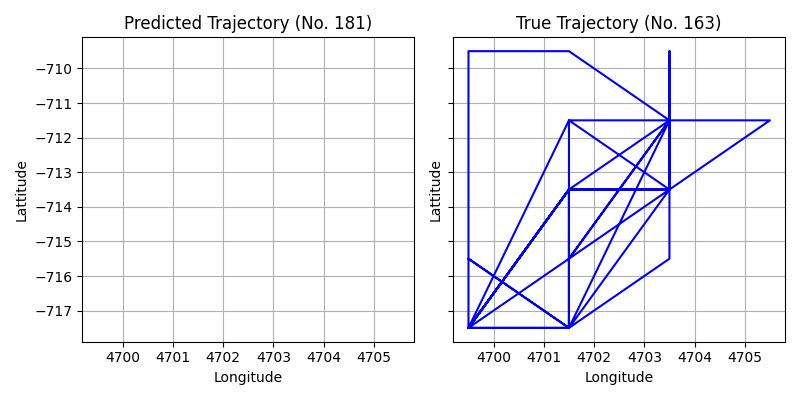 Predicted Trajectory (No. 181)
−710
−711
−712
−713
−714
−715
−716
−717
Lattitude
4700 4701 4702 4703 4704 4705
Longitude
True Trajectory (No. 163)
Lattitude
4700 4701 4702 4703 4704 4705
Longitude